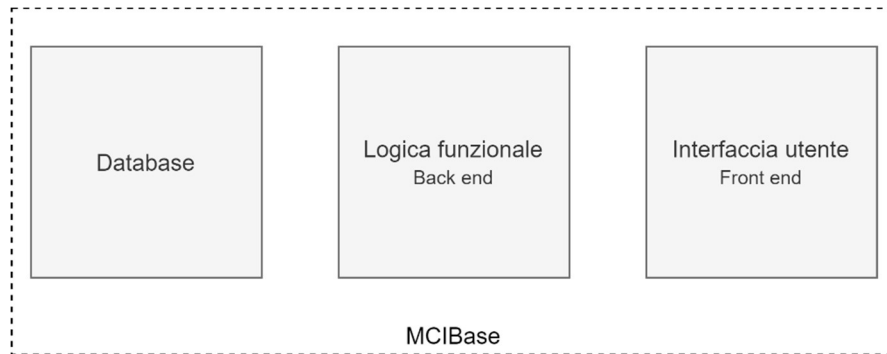 Database
Logica funzionale
Back end
Interfaccia utente
Front end
MCIBase